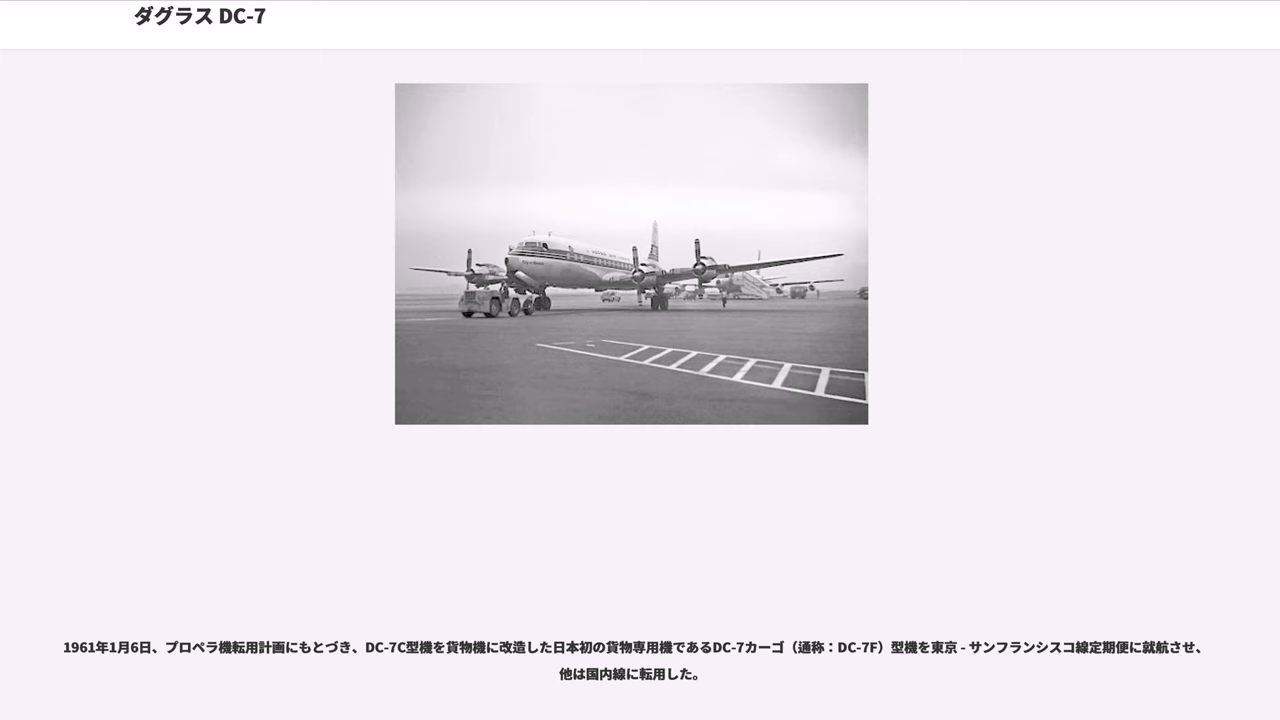 ダグラス DC-7
1961年1月6日、プロペラ機転用計画にもとづき、DC-7C型機を貨物機に改造した日本初の貨物専用機であるDC-7カーゴ（通称：DC-7F）型機を東京 - サンフランシスコ線定期便に就航させ、
他は国内線に転用した。